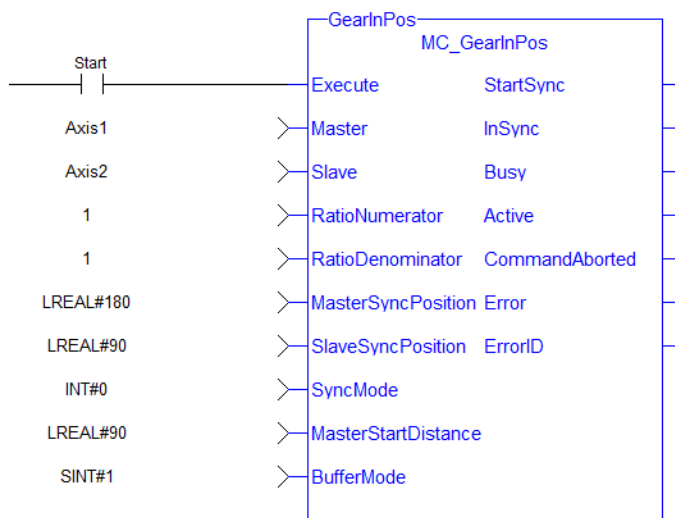 GearInPos
MC_GearInPos
Start
Execute StartSync
Axis1 Master InSync
Axis2 Slave Busy
1 RatioNumerator Active
1 RatioDenominator CommandAborted
LREAL#180 MasterSyncPosition Error
LREAL#90 SlaveSyncPosition ErrorID
INT#0 SyncMode
LREAL#90 MasterStartDistance
SINT#1 BufferMode